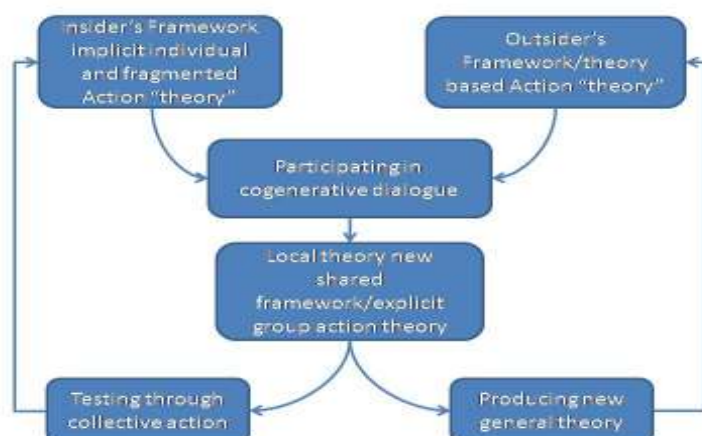 Insider's Framework
implicit individual
and fragmented
Action "theory"
Outsider's
Framework/theory
based Action "theory"
Participating in
cogenerative dialogue
Local theory new
shared
framework/explicit
group action theory
Testing through
collective action
Producing new
general theory